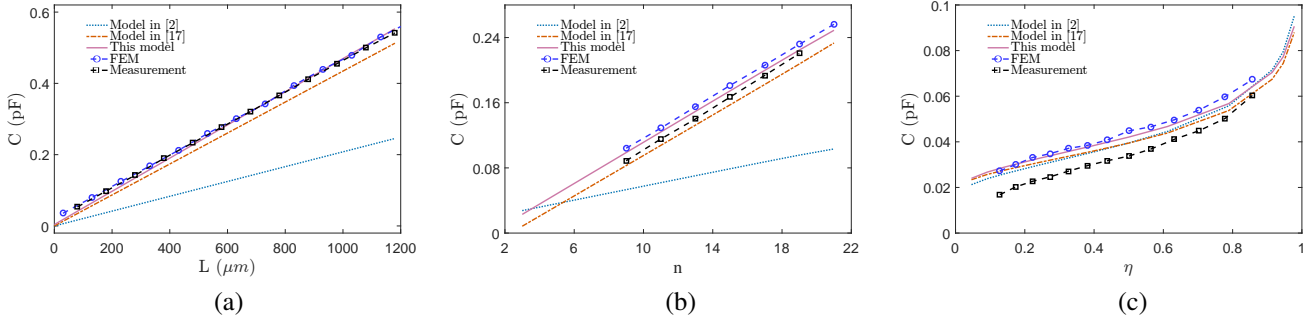 0.6
0.4
0.2
0
C (pF)
0
200
400
600
800
1000
1200
L (μm)
Model in [2]
Model in [17]
This model
FEM
Measurement
(a)
0.24
0.16
0.08
0
C (pF)
2
6
10
14
18
22
n
Model in [2]
Model in [17]
This model
FEM
Measurement
(b)
0.1
0.08
0.06
0.04
0.02
0
C (pF)
0
0.2
0.4
0.6
0.8
1
η
Model in [2]
Model in [17]
This model
FEM
Measurement
(c)